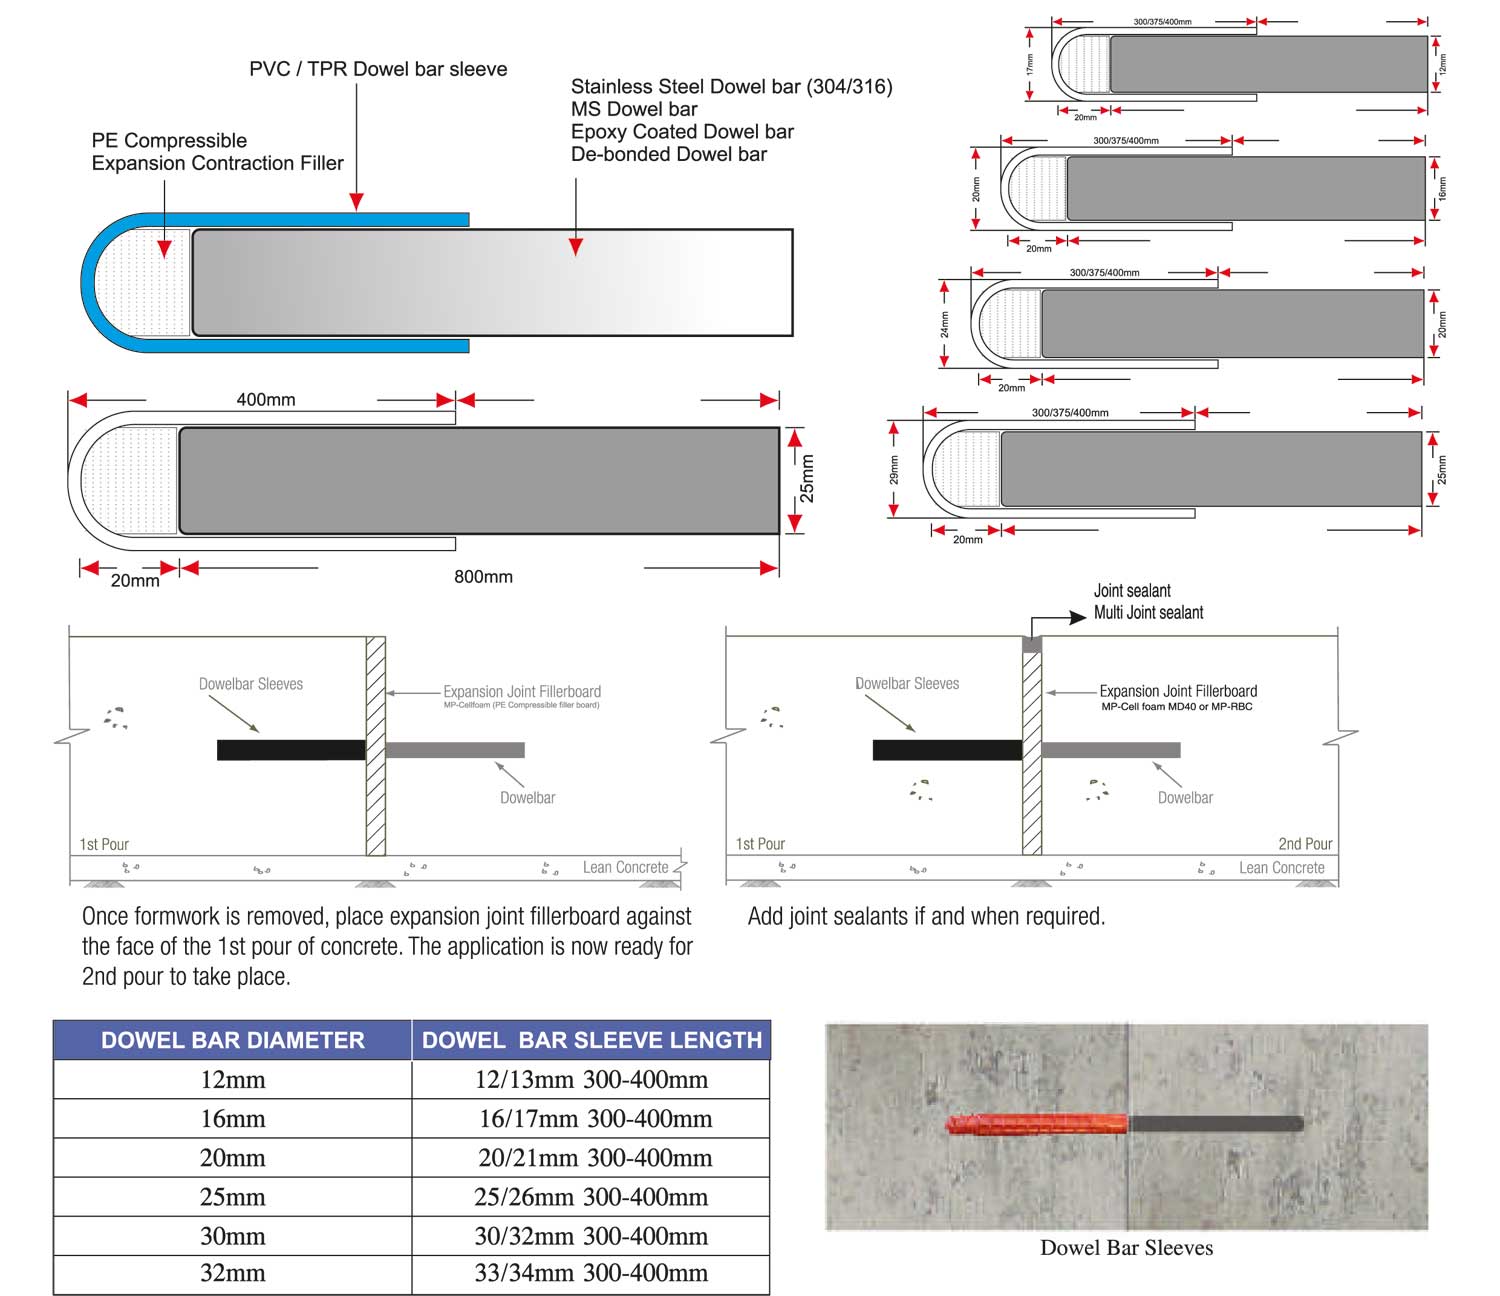 PVC / TPR Dowel bar sleeve
Stainless Steel Dowel bar (304/316)
MS Dowel bar
Epoxy Coated Dowel bar
De-bonded Dowel bar
PE Compressible
Expansion Contraction Filler
400mm
25mm
20mm
800mm
300/375/400mm
17mm
12mm
20mm
300/375/400mm
20mm
16mm
20mm
300/375/400mm
24mm
20mm
20mm
300/375/400mm
29mm
25mm
20mm
Dowelbar Sleeves
Expansion Joint Fillerboard
MP-Cellfoam (PE Compressible filler board)
Dowelbar
1st Pour
Lean Concrete
Joint sealant
Multi Joint sealant
Dowelbar Sleeves
Expansion Joint Fillerboard
MP-Cell foam MD40 or MP-RBC
Dowelbar
1st Pour
2nd Pour
Lean Concrete
Once formwork is removed, place expansion joint fillerboard against
the face of the 1st pour of concrete. The application is now ready for
2nd pour to take place.
Add joint sealants if and when required.
DOWEL BAR DIAMETER DOWEL BAR SLEEVE LENGTH
12mm 12/13mm 300-400mm
16mm 16/17mm 300-400mm
20mm 20/21mm 300-400mm
25mm 25/26mm 300-400mm
30mm 30/32mm 300-400mm
32mm 33/34mm 300-400mm
Dowel Bar Sleeves